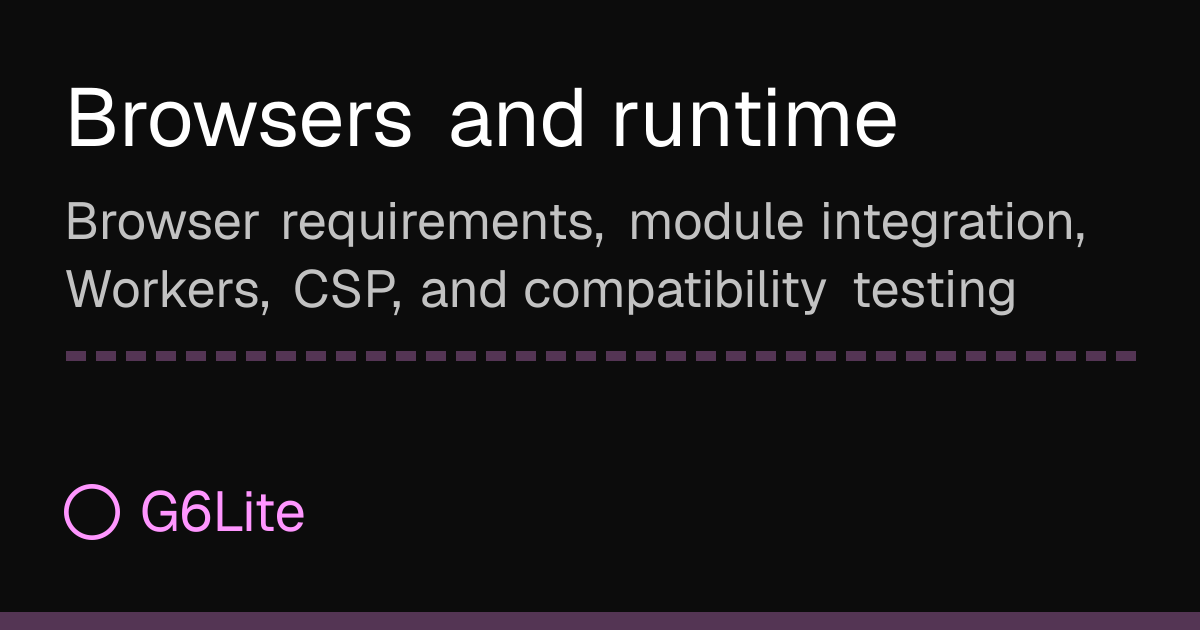 Browsers and runtime
Browser requirements, module integration,
Workers, CSP, and compatibility testing
G6Lite